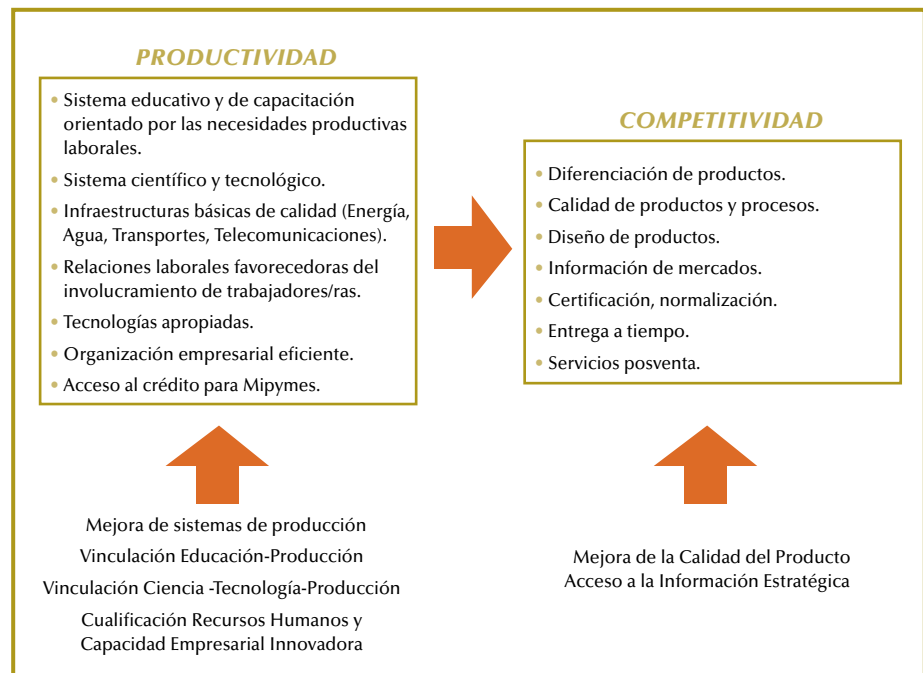 PRODUCTIVIDAD
• Sistema educativo y de capacitación
orientado por las necesidades productivas
laborales.
• Sistema científico y tecnológico.
• Infraestructuras básicas de calidad (Energía,
Agua, Transportes, Telecomunicaciones).
• Relaciones laborales favorecedoras del
involucramiento de trabajadores/ras.
• Tecnologías apropiadas.
• Organización empresarial eficiente.
• Acceso al crédito para Mipymes.
Mejora de sistemas de producción
Vinculación Educación-Producción
Vinculación Ciencia -Tecnología-Producción
Cualificación Recursos Humanos y
Capacidad Empresarial Innovadora
COMPETITIVIDAD
• Diferenciación de productos.
• Calidad de productos y procesos.
• Diseño de productos.
• Información de mercados.
• Certificación, normalización.
• Entrega a tiempo.
• Servicios posventa.
Mejora de la Calidad del Producto
Acceso a la Información Estratégica